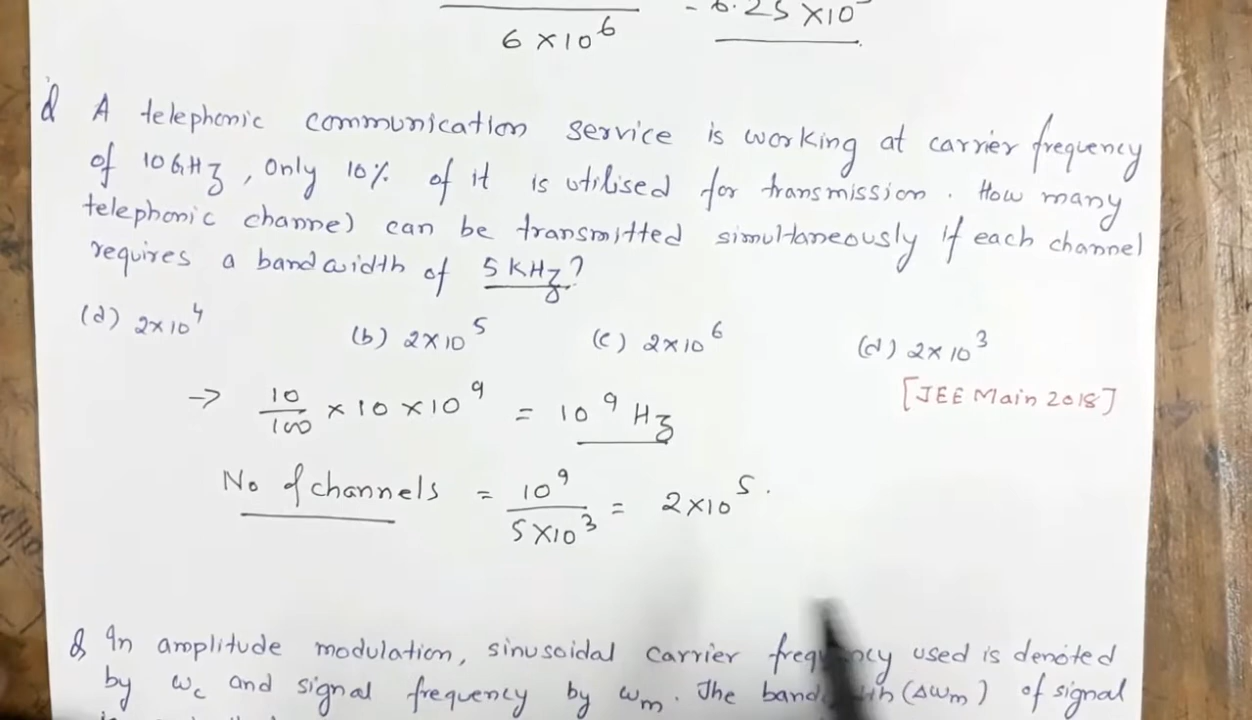 6 × 10⁶
Q A telephonic communication service is working at carrier frequency
of 10 GHz, only 10% of it is utilised for transmission. How many
telephonic channel can be transmitted simultaneously if each channel
requires a bandwidth of 5 KHz?
(a) 2×10⁴ (b) 2×10⁵ (c) 2×10⁶ (d) 2×10³
[JEE Main 2018]
→ 10/100 × 10 × 10⁹ = 10⁹ Hz
No of channels = 10⁹/5×10³ = 2×10⁵.
Q In amplitude modulation, sinusoidal carrier frequency used is denoted
by ωc and signal frequency by ωm. The bandwidth (Δωm) of signal